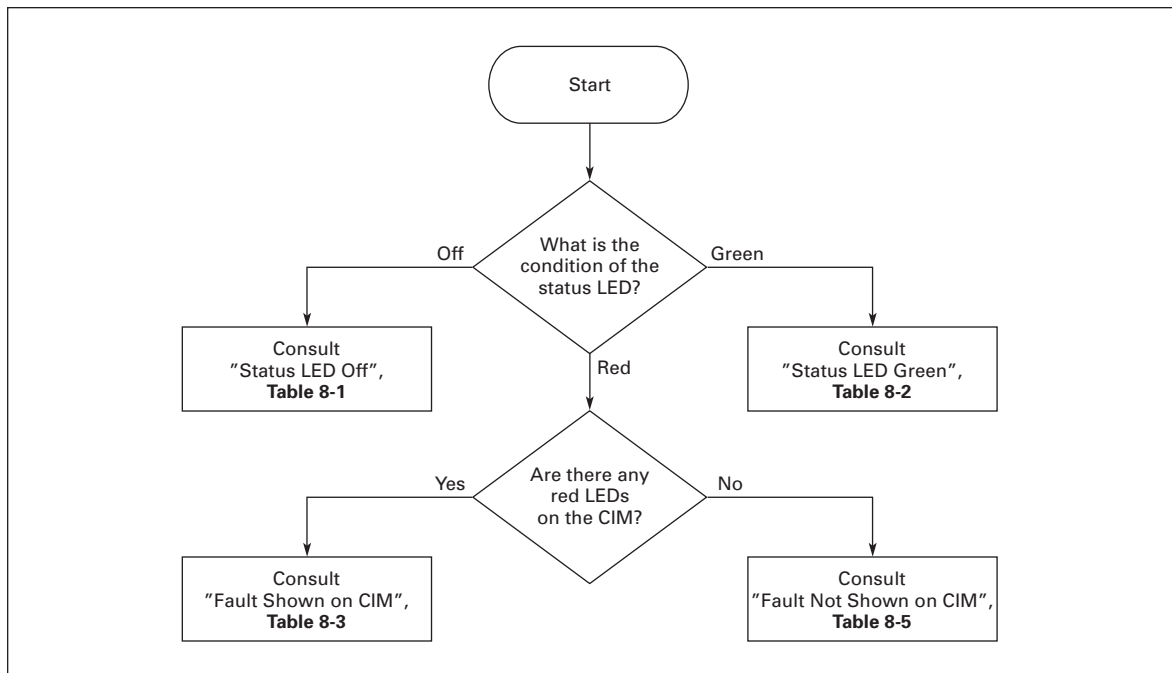 Start
What is the
condition of the
status LED?
Off
Green
Red
Consult
"Status LED Off",
Table 8-1
Consult
"Status LED Green",
Table 8-2
Are there any
red LEDs
on the CIM?
Yes
No
Consult
"Fault Shown on CIM",
Table 8-3
Consult
"Fault Not Shown on CIM",
Table 8-5